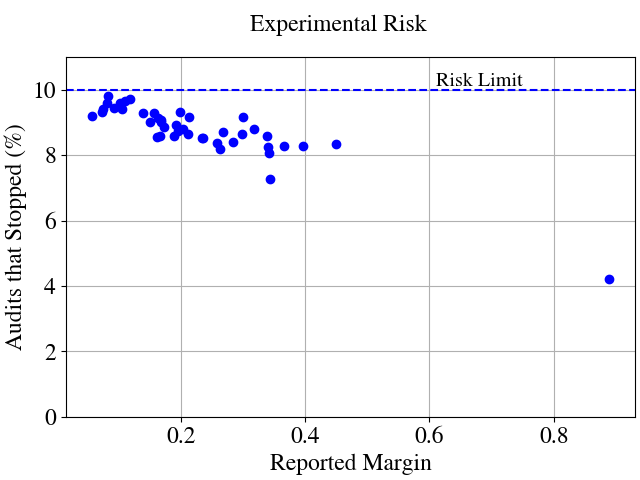 Experimental Risk
Risk Limit
Audits that Stopped (%)
10
8
6
4
2
0
0.2 0.4 0.6 0.8
Reported Margin